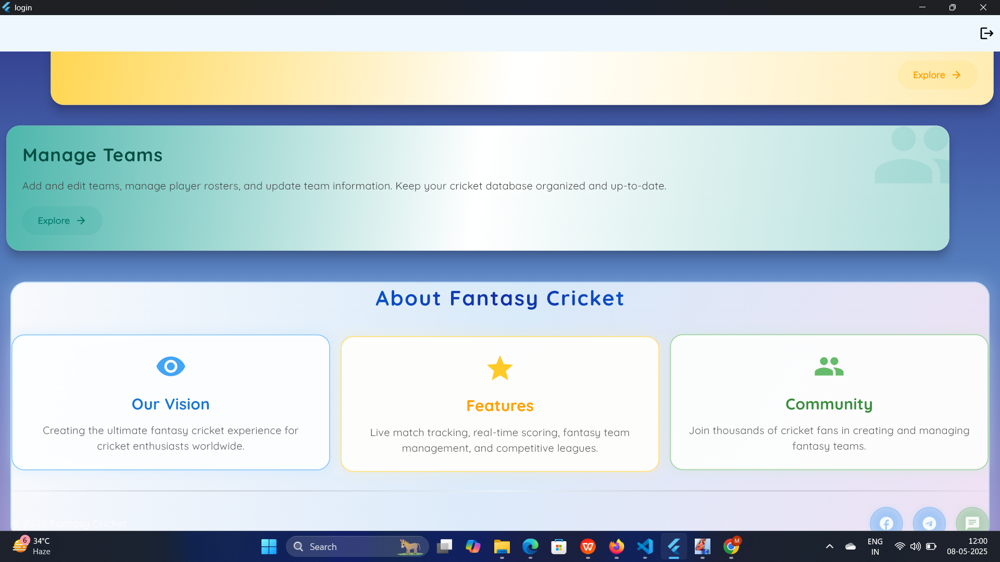 login
Explore
Manage Teams
Add and edit teams, manage player rosters, and update team information. Keep your cricket database organized and up-to-date.
Explore
About Fantasy Cricket
Our Vision
Creating the ultimate fantasy cricket experience for
cricket enthusiasts worldwide.
Features
Live match tracking, real-time scoring, fantasy team
management, and competitive leagues.
Community
Join thousands of cricket fans in creating and managing
fantasy teams.
© 2025 Fantasy Cricket
6
34°C
Haze
Search
M
ENG
IN
12:00
08-05-2025